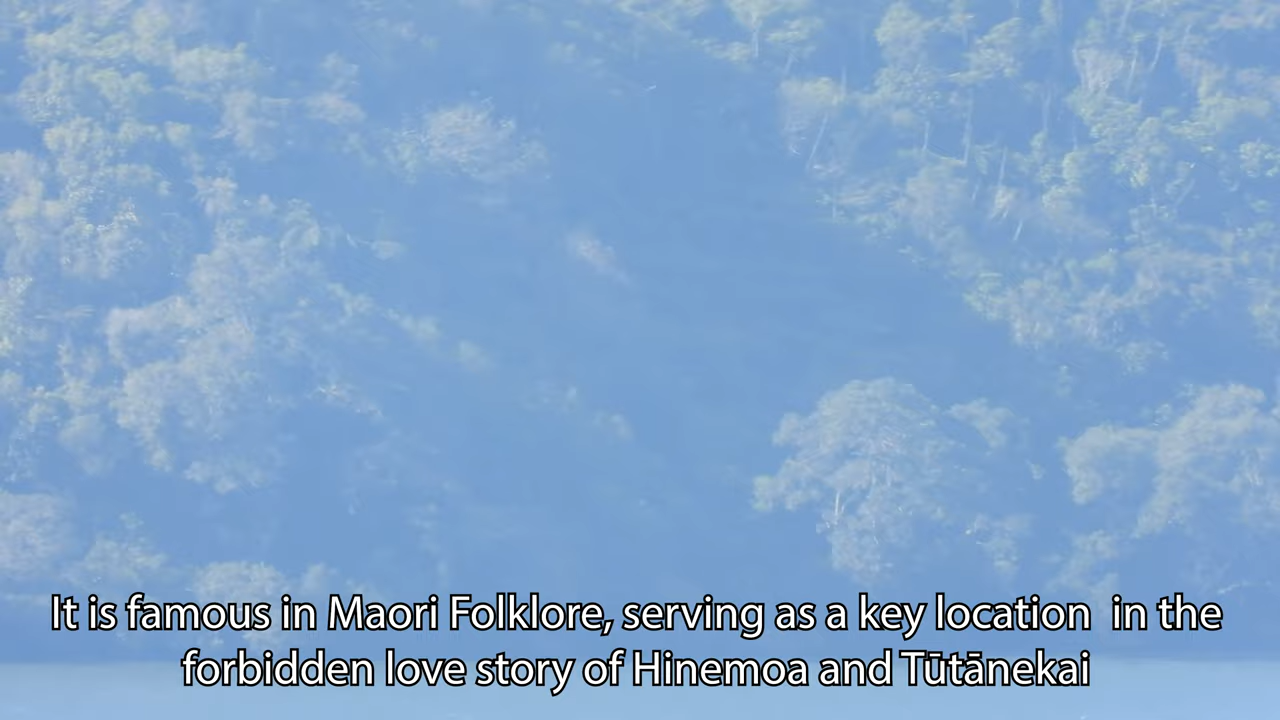 It is famous in Maori Folklore, serving as a key location  in the
forbidden love story of Hinemoa and Tūtānekai